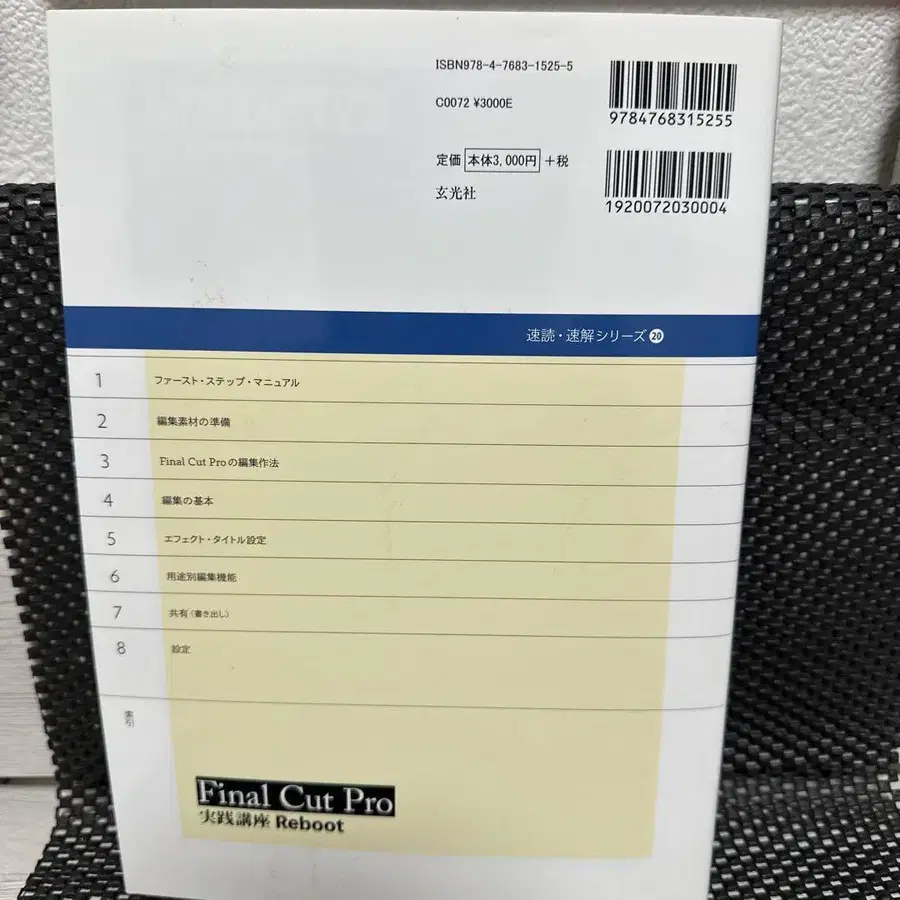 ISBN978-4-7683-1525-5
C0072 ¥3000E
9784768315255
定価 本体3,000円 +税
1920072030004
玄光社
速読・速解シリーズ 20
1 ファースト・ステップ・マニュアル
2 編集素材の準備
3 Final Cut Proの編集作法
4 編集の基本
5 エフェクト・タイトル設定
6 用途別編集機能
7 共有〈書き出し〉
8 設定
索引
Final Cut Pro
実践講座 Reboot